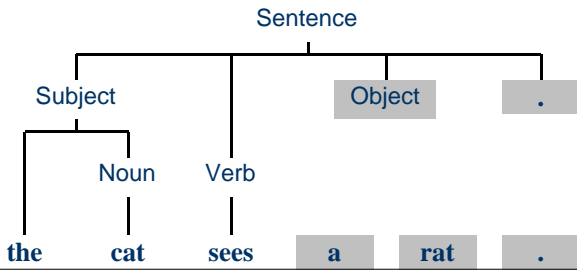 Sentence
Subject Object .
Noun Verb
the cat sees a rat .